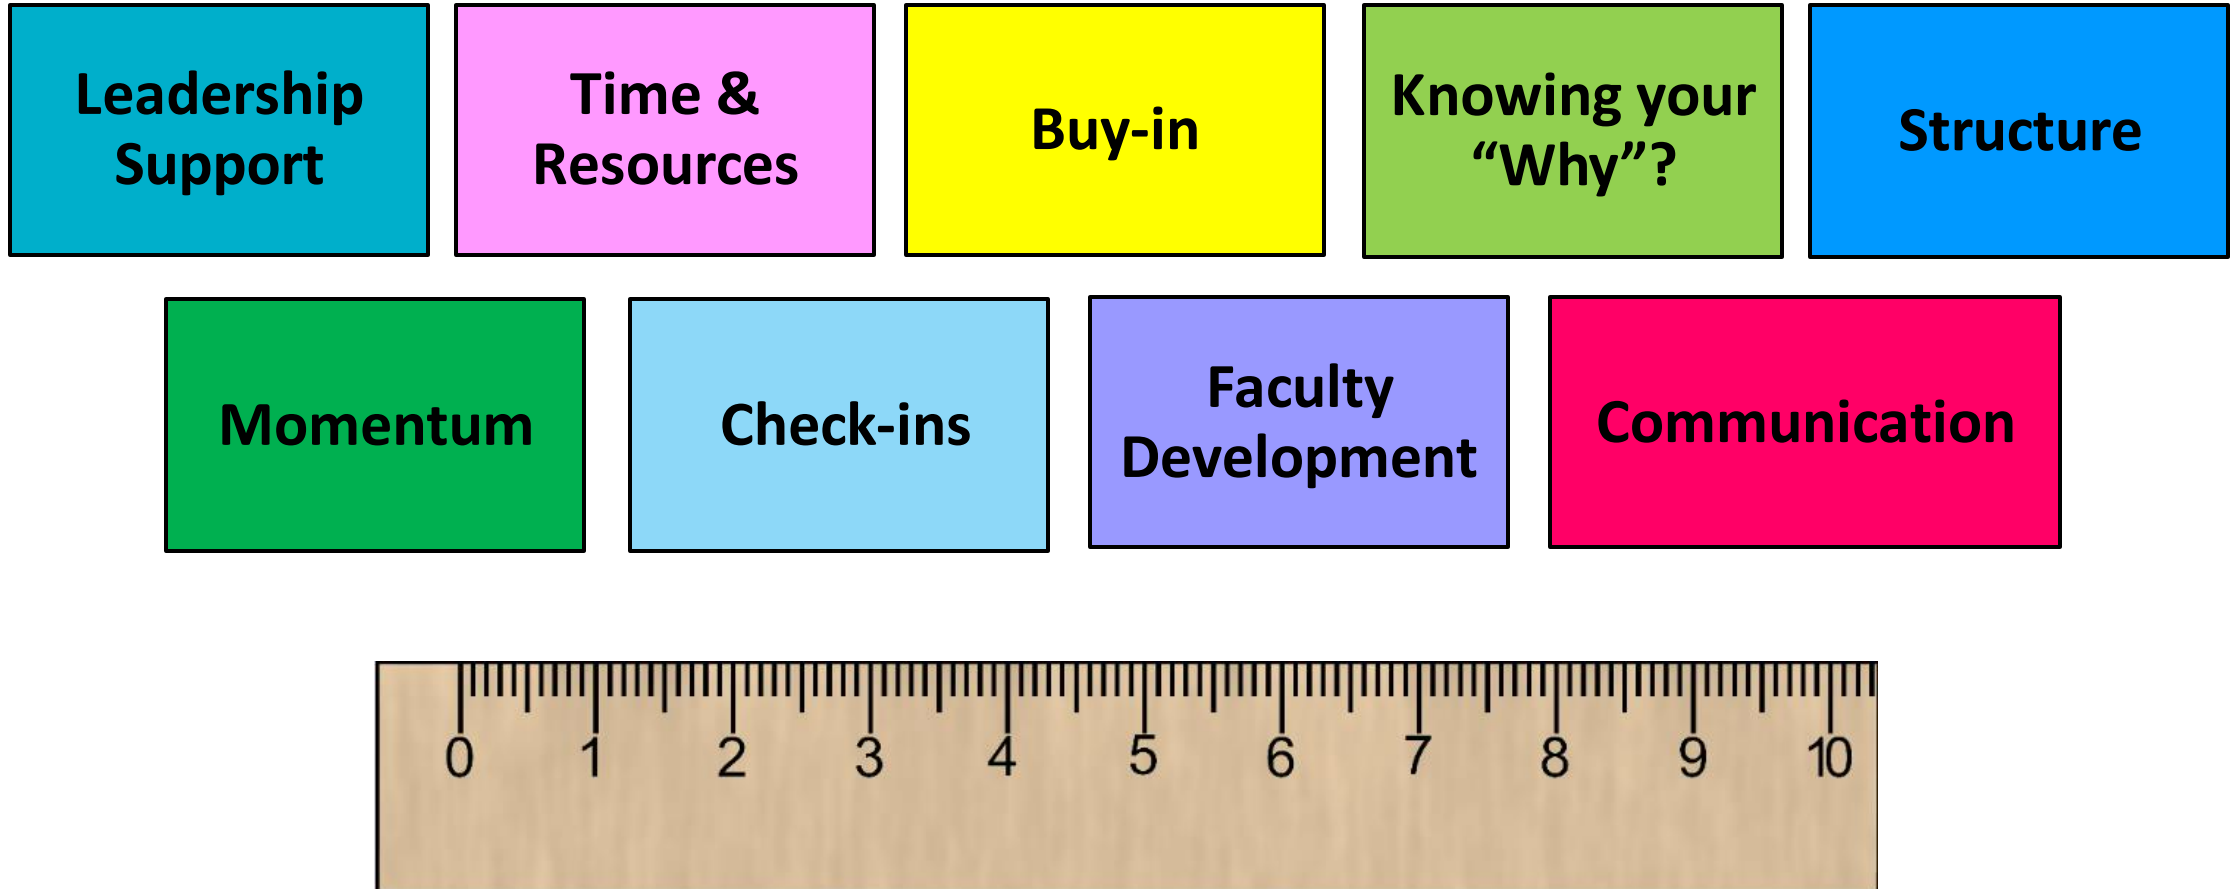 Leadership
Support
Time &
Resources
Buy-in
Knowing your
“Why”?
Structure
Momentum
Check-ins
Faculty
Development
Communication
0 1 2 3 4 5 6 7 8 9 10